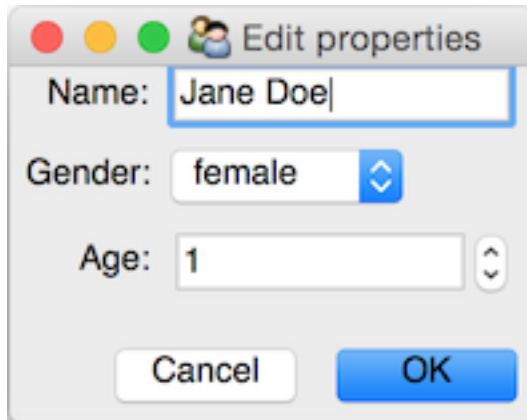 Edit properties
Name: Jane Doe
Gender: female
Age: 1
Cancel OK